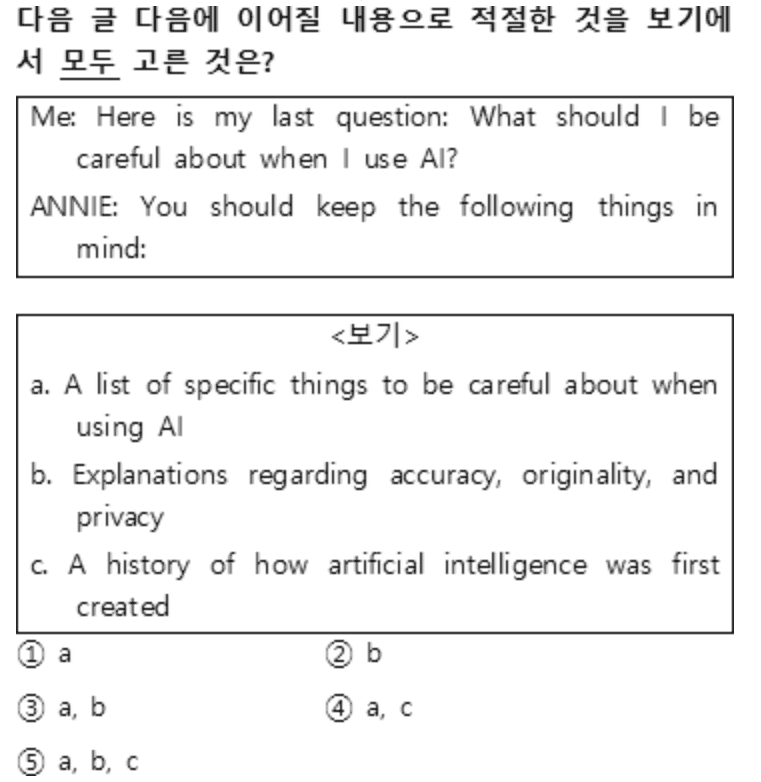 다음 글 다음에 이어질 내용으로 적절한 것을 보기에
서 모두 고른 것은?
Me: Here is my last question: What should I be
careful about when I use AI?
ANNIE: You should keep the following things in
mind:
<보기>
a. A list of specific things to be careful about when
using AI
b. Explanations regarding accuracy, originality, and
privacy
c. A history of how artificial intelligence was first
created
① a ② b
③ a, b ④ a, c
⑤ a, b, c